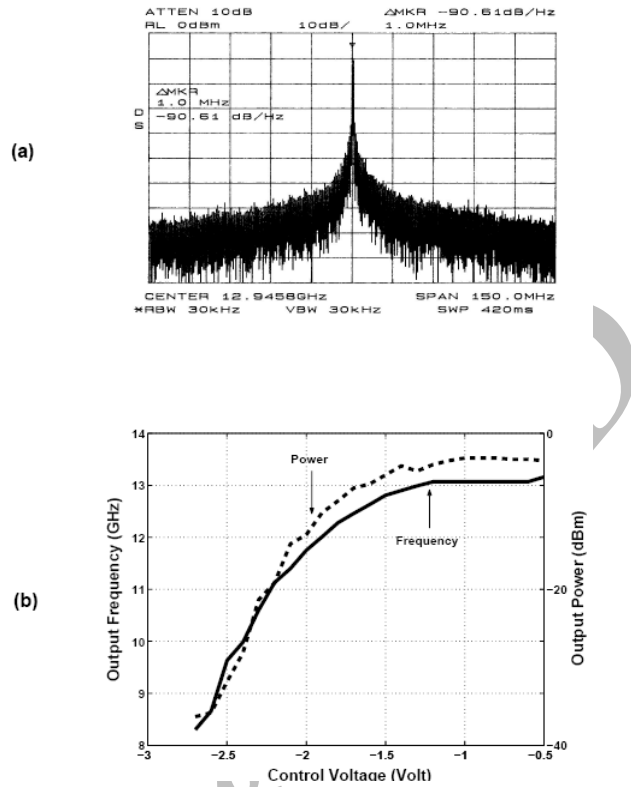 ATTEN 10dB ΔMKR -90.61dB/Hz
RL 0dBm 10dB/ 1.0MHz
ΔMKR
1.0 MHz
-90.61 dB/Hz
D
S
(a)
CENTER 12.9458GHz SPAN 150.0MHz
*RBW 30kHz VBW 30kHz SWP 420ms
14 0
Power
13
Output Frequency (GHz)
Output Power (dBm)
12
Frequency
11 -20
(b)
10
9
8 -40
-3 -2.5 -2 -1.5 -1 -0.5
Control Voltage (Volt)